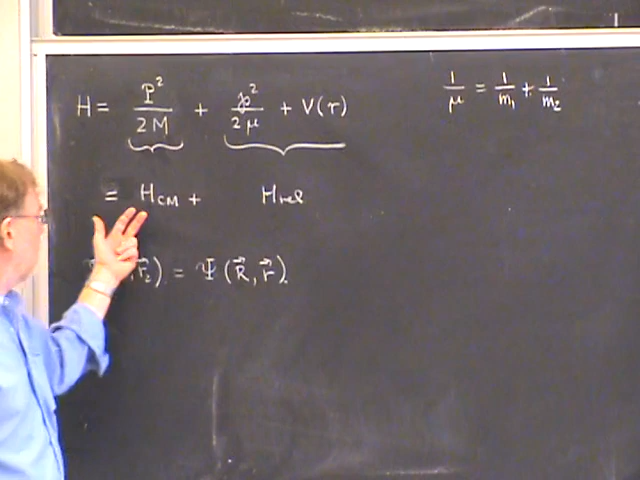 H = P²/2M + p²/2μ + V(r)
1/μ = 1/m₁ + 1/m₂
≡ H_CM + H_rel
, r⃗₂) = Ψ(R⃗, r⃗)